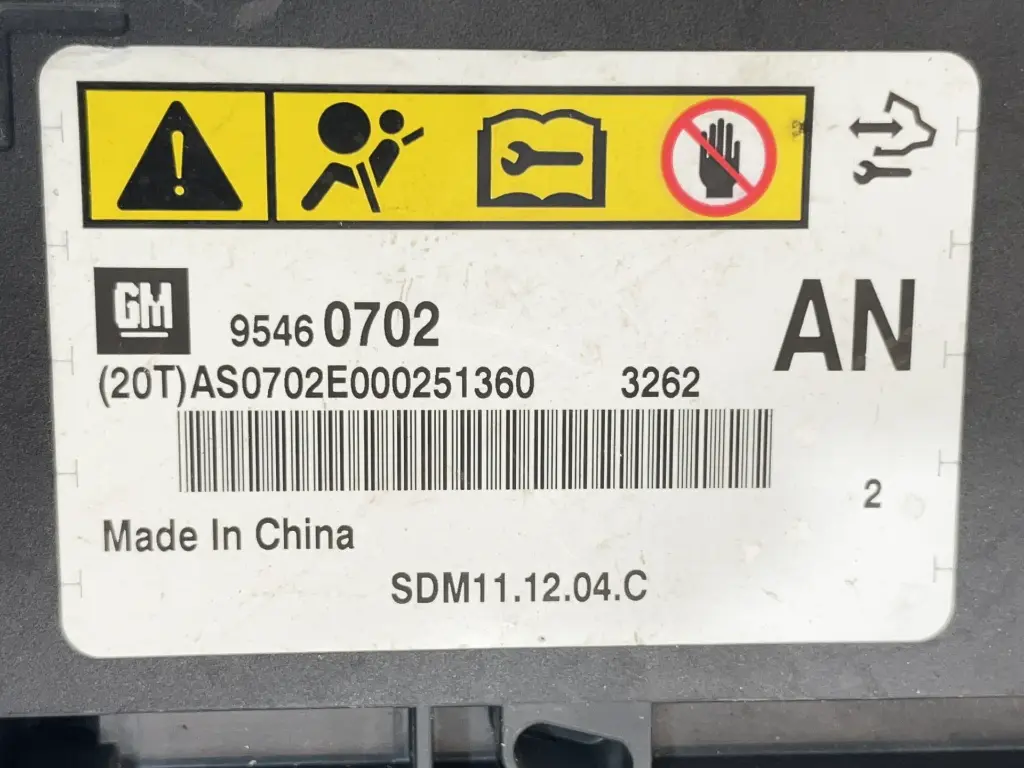 GM 9546 0702 AN
(20T)AS0702E000251360 3262
2
Made In China
SDM11.12.04.C